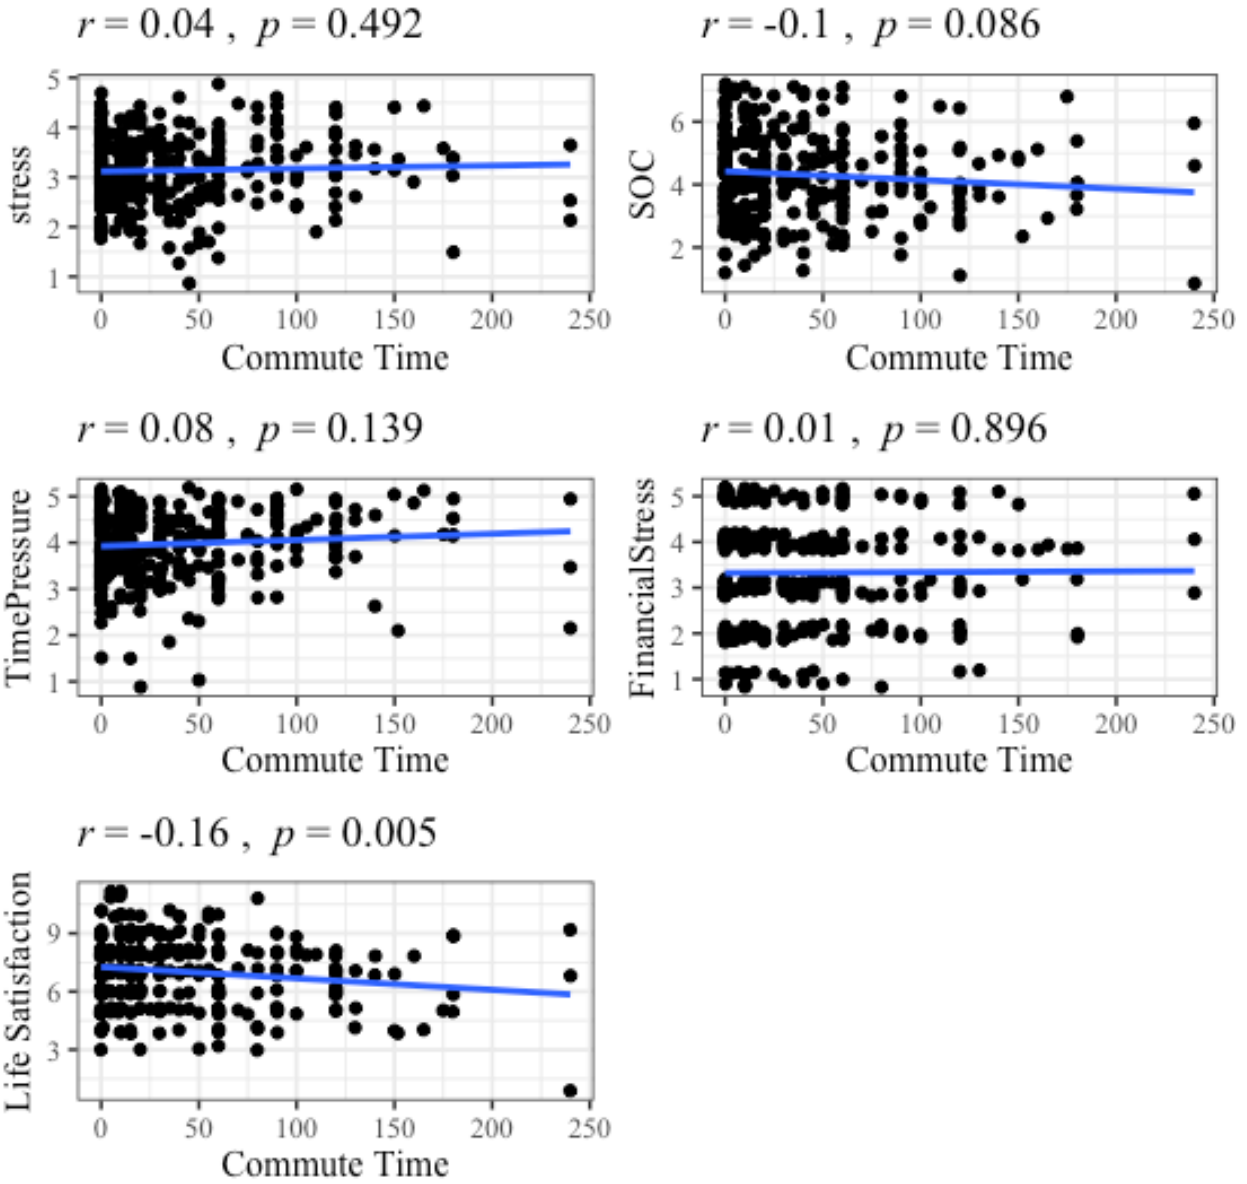 r = 0.04 , p = 0.492
stress
5
4
3
2
1
0 50 100 150 200 250
Commute Time
r = -0.1 , p = 0.086
SOC
6
4
2
0 50 100 150 200 250
Commute Time
r = 0.08 , p = 0.139
TimePressure
5
4
3
2
1
0 50 100 150 200 250
Commute Time
r = 0.01 , p = 0.896
FinancialStress
5
4
3
2
1
0 50 100 150 200 250
Commute Time
r = -0.16 , p = 0.005
Life Satisfaction
9
6
3
0 50 100 150 200 250
Commute Time